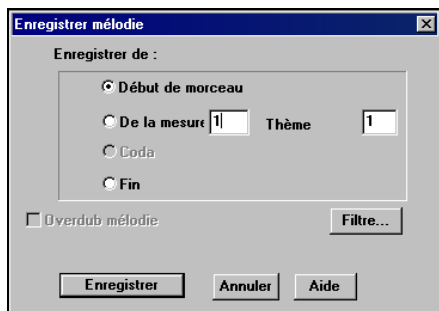 Enregistrer mélodie
Enregistrer de :
Début de morceau
De la mesure 1 Thème 1
Coda
Fin
Overdub mélodie Filtre...
Enregistrer Annuler Aide